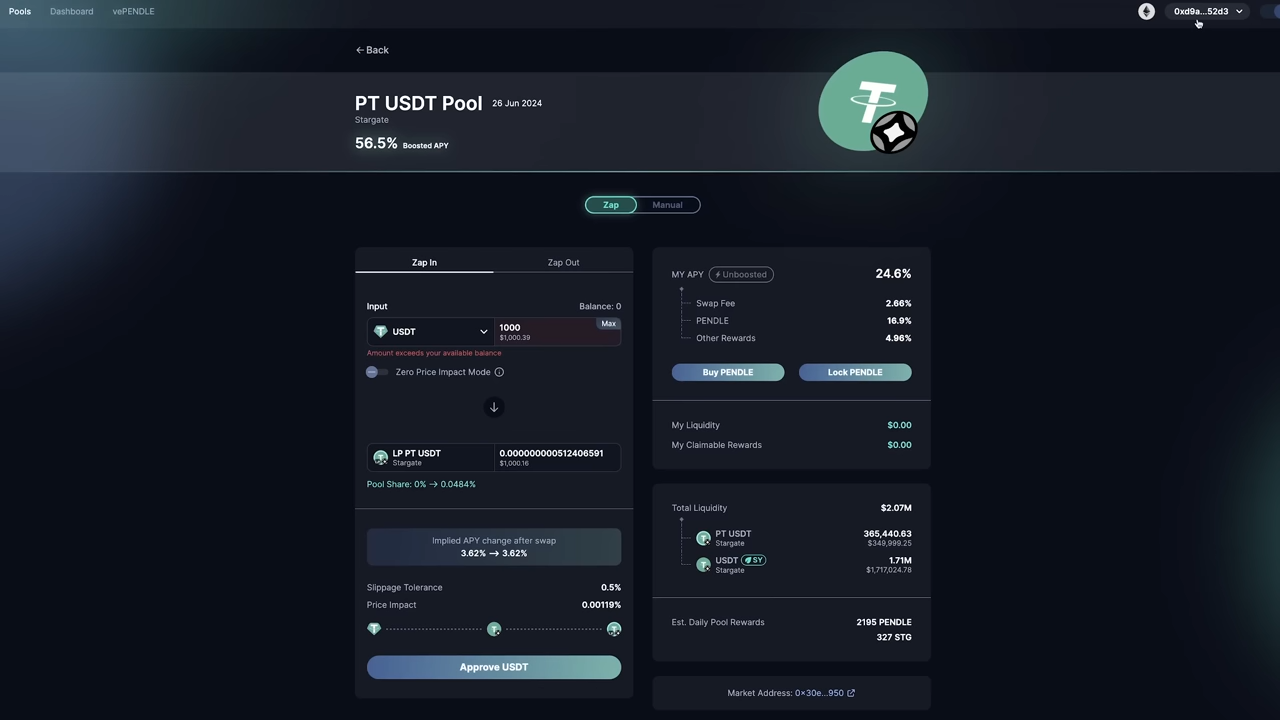 Pools Dashboard vePENDLE 0xd9a...52d3
← Back
PT USDT Pool 26 Jun 2024
Stargate
56.5% Boosted APY
Zap Manual
Zap In Zap Out
Input Balance: 0
USDT 1000 Max
$1,000.39
Amount exceeds your available balance
Zero Price Impact Mode
LP PT USDT 0.000000000512406591
Stargate $1,000.16
Pool Share: 0% → 0.0484%
Implied APY change after swap
3.62% → 3.62%
Slippage Tolerance 0.5%
Price Impact 0.00119%
Approve USDT
MY APY Unboosted 24.6%
Swap Fee 2.66%
PENDLE 16.9%
Other Rewards 4.96%
Buy PENDLE Lock PENDLE
My Liquidity $0.00
My Claimable Rewards $0.00
Total Liquidity $2.07M
PT USDT 365,440.63
Stargate $349,999.25
USDT SY 1.71M
Stargate $1,717,024.78
Est. Daily Pool Rewards 2195 PENDLE
327 STG
Market Address: 0×30e...950